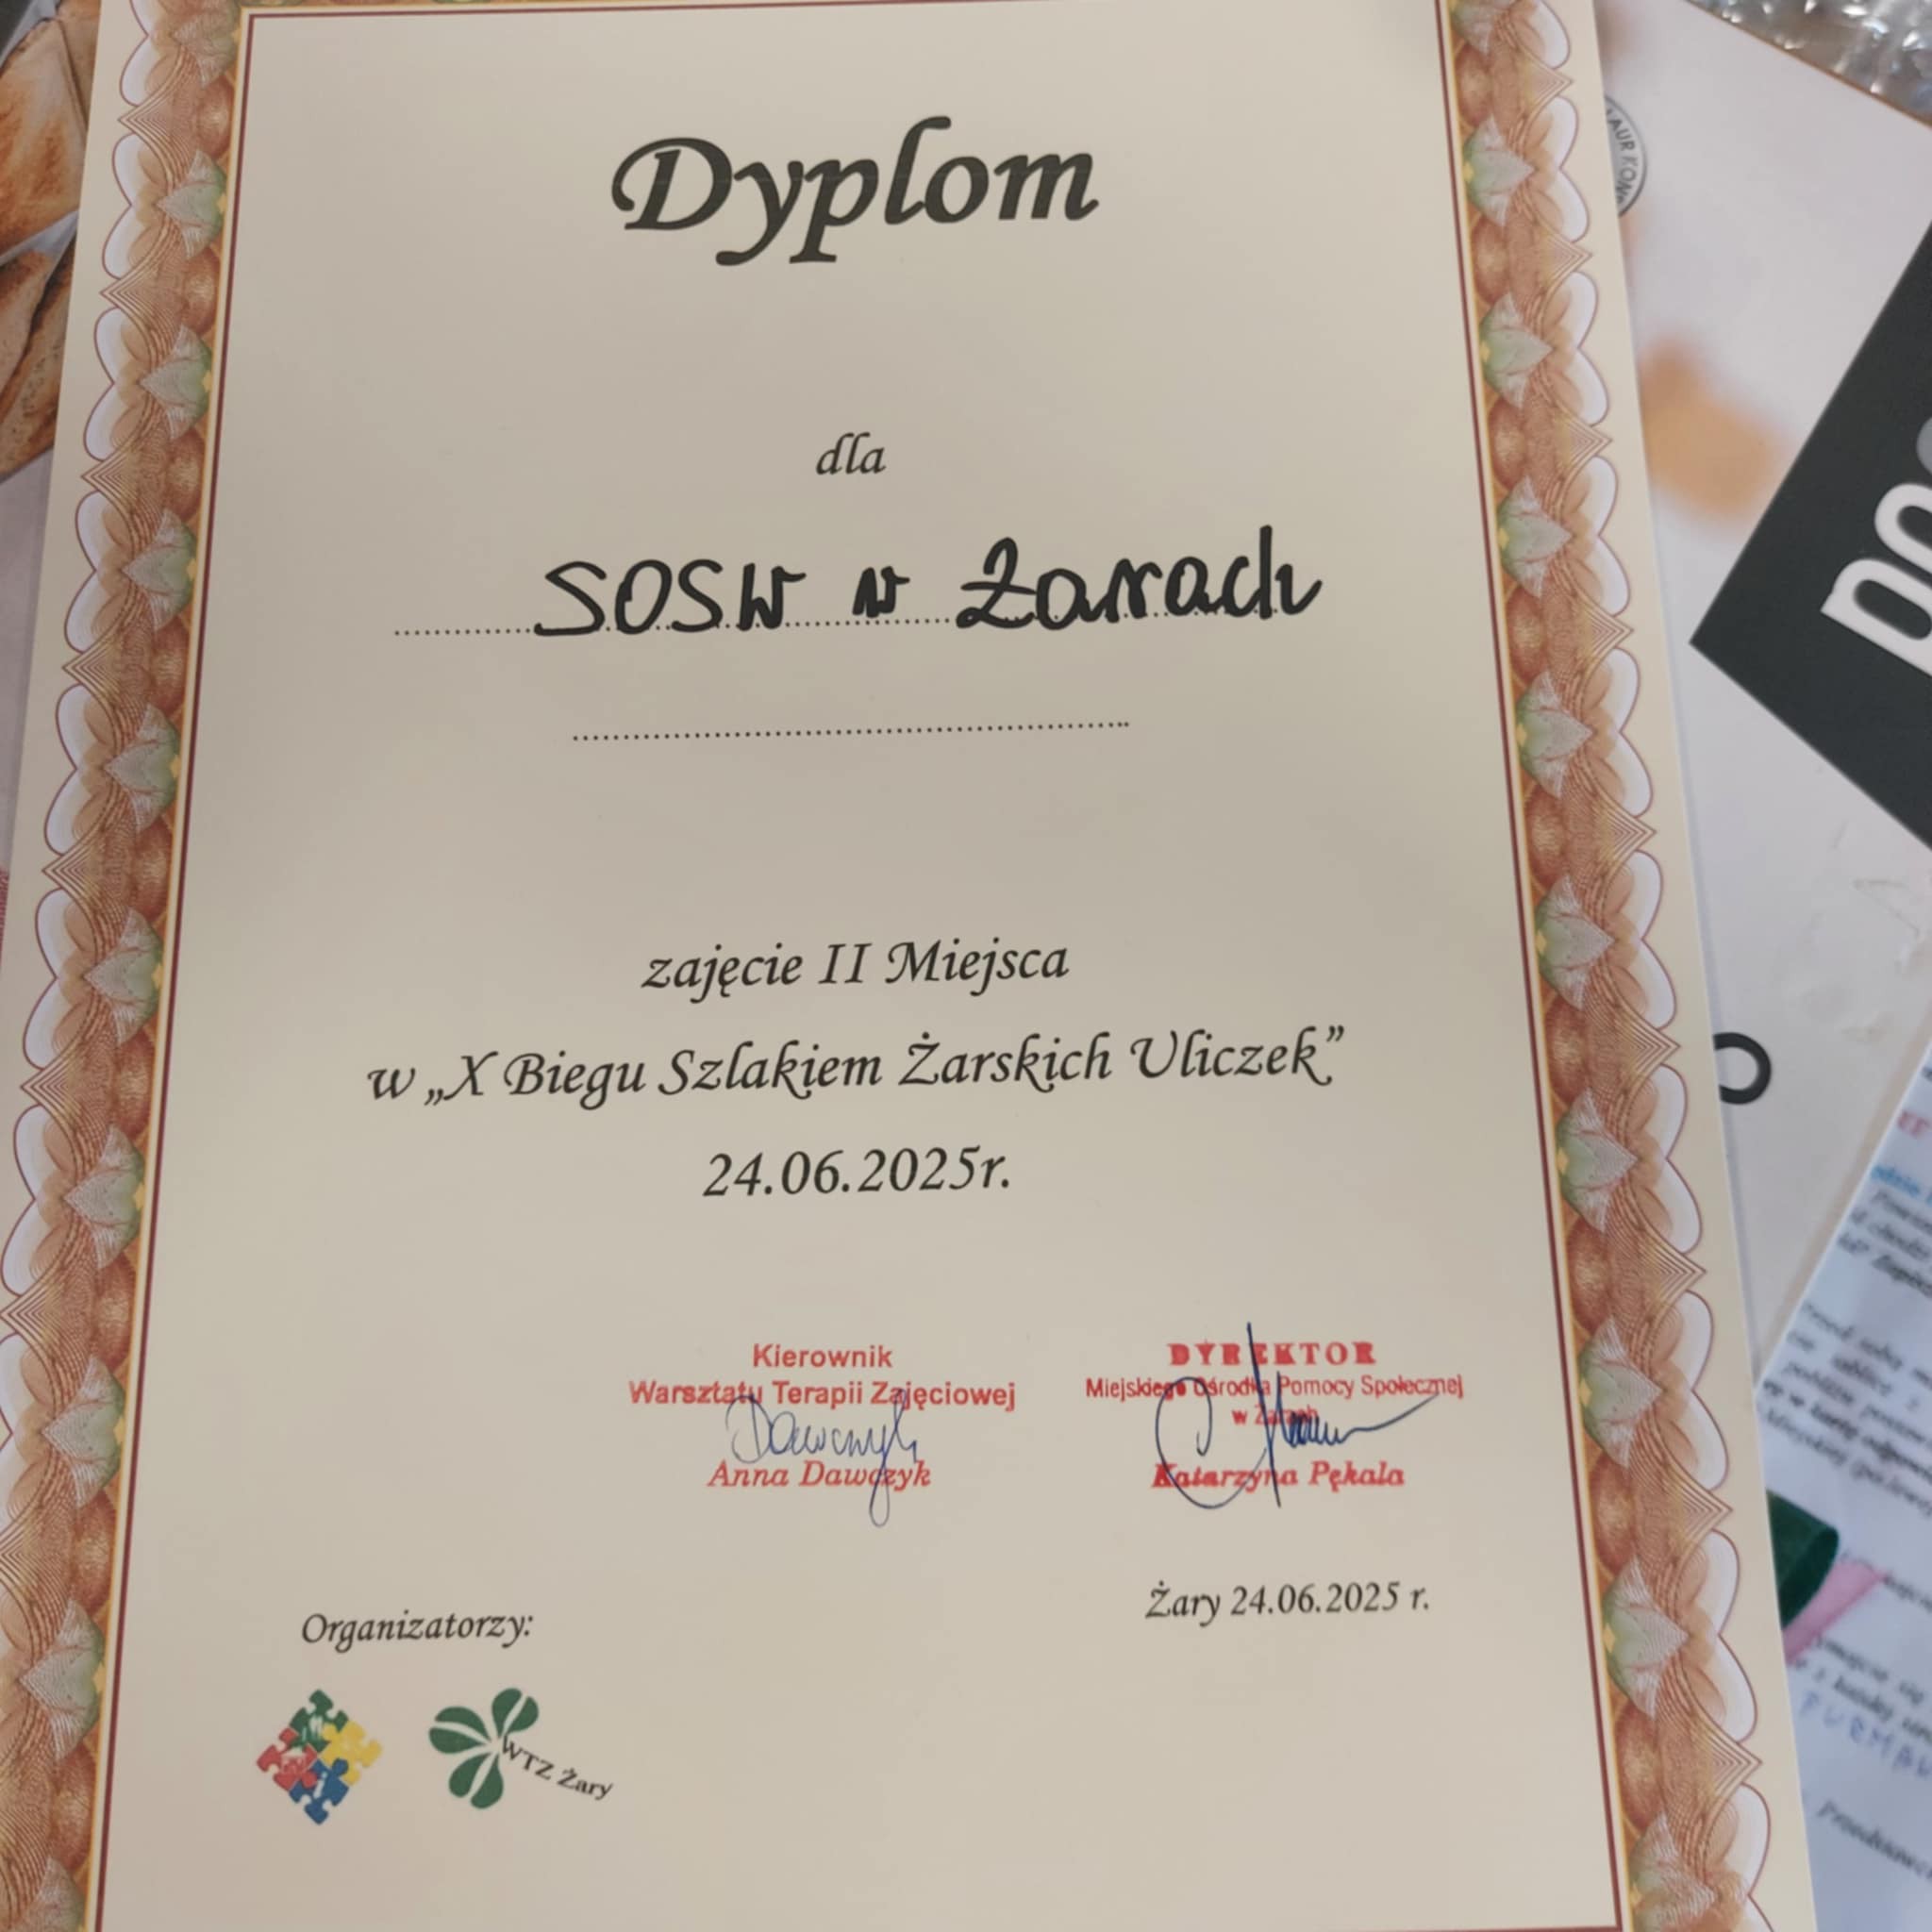 Dyplom
dla
SOSW w Żarach
zajęcie II Miejsca
w „X Biegu Szlakiem Żarskich Uliczek”
24.06.2025r.
Kierownik
Warsztatu Terapii Zajęciowej
Anna Dawczyk
DYREKTOR
Miejskiego Ośrodka Pomocy Społecznej
w Żarach
Katarzyna Pękala
Żary 24.06.2025 r.
Organizatorzy:
WTZ Żary